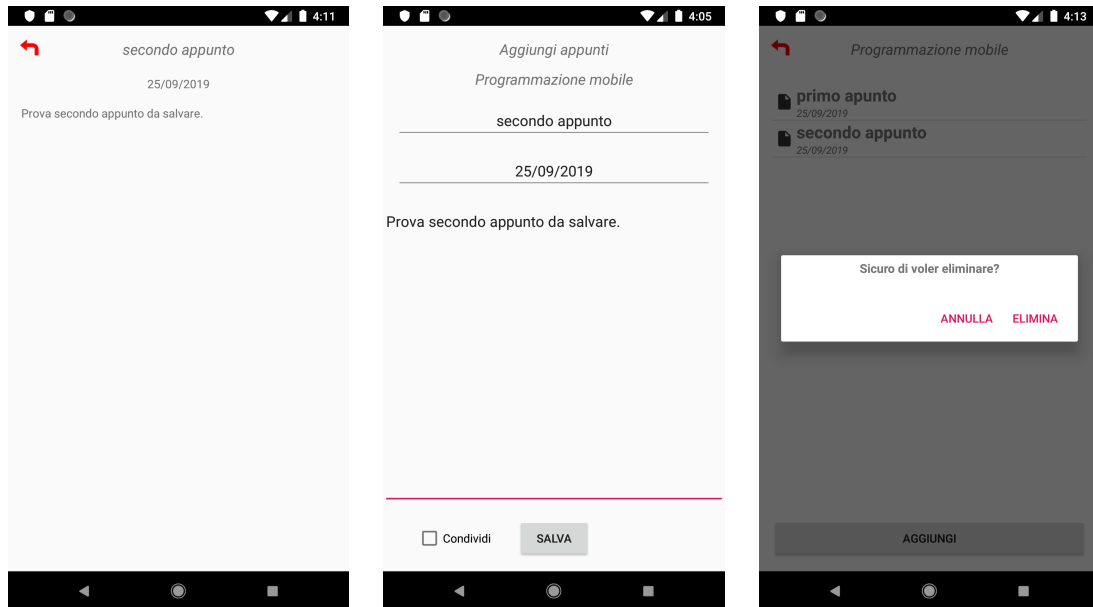 4:11
secondo appunto
25/09/2019
Prova secondo appunto da salvare.
4:05
Aggiungi appunti
Programmazione mobile
secondo appunto
25/09/2019
Prova secondo appunto da salvare.
Condividi
SALVA
4:13
Programmazione mobile
primo apunto
25/09/2019
secondo appunto
25/09/2019
Sicuro di voler eliminare?
ANNULLA ELIMINA
AGGIUNGI